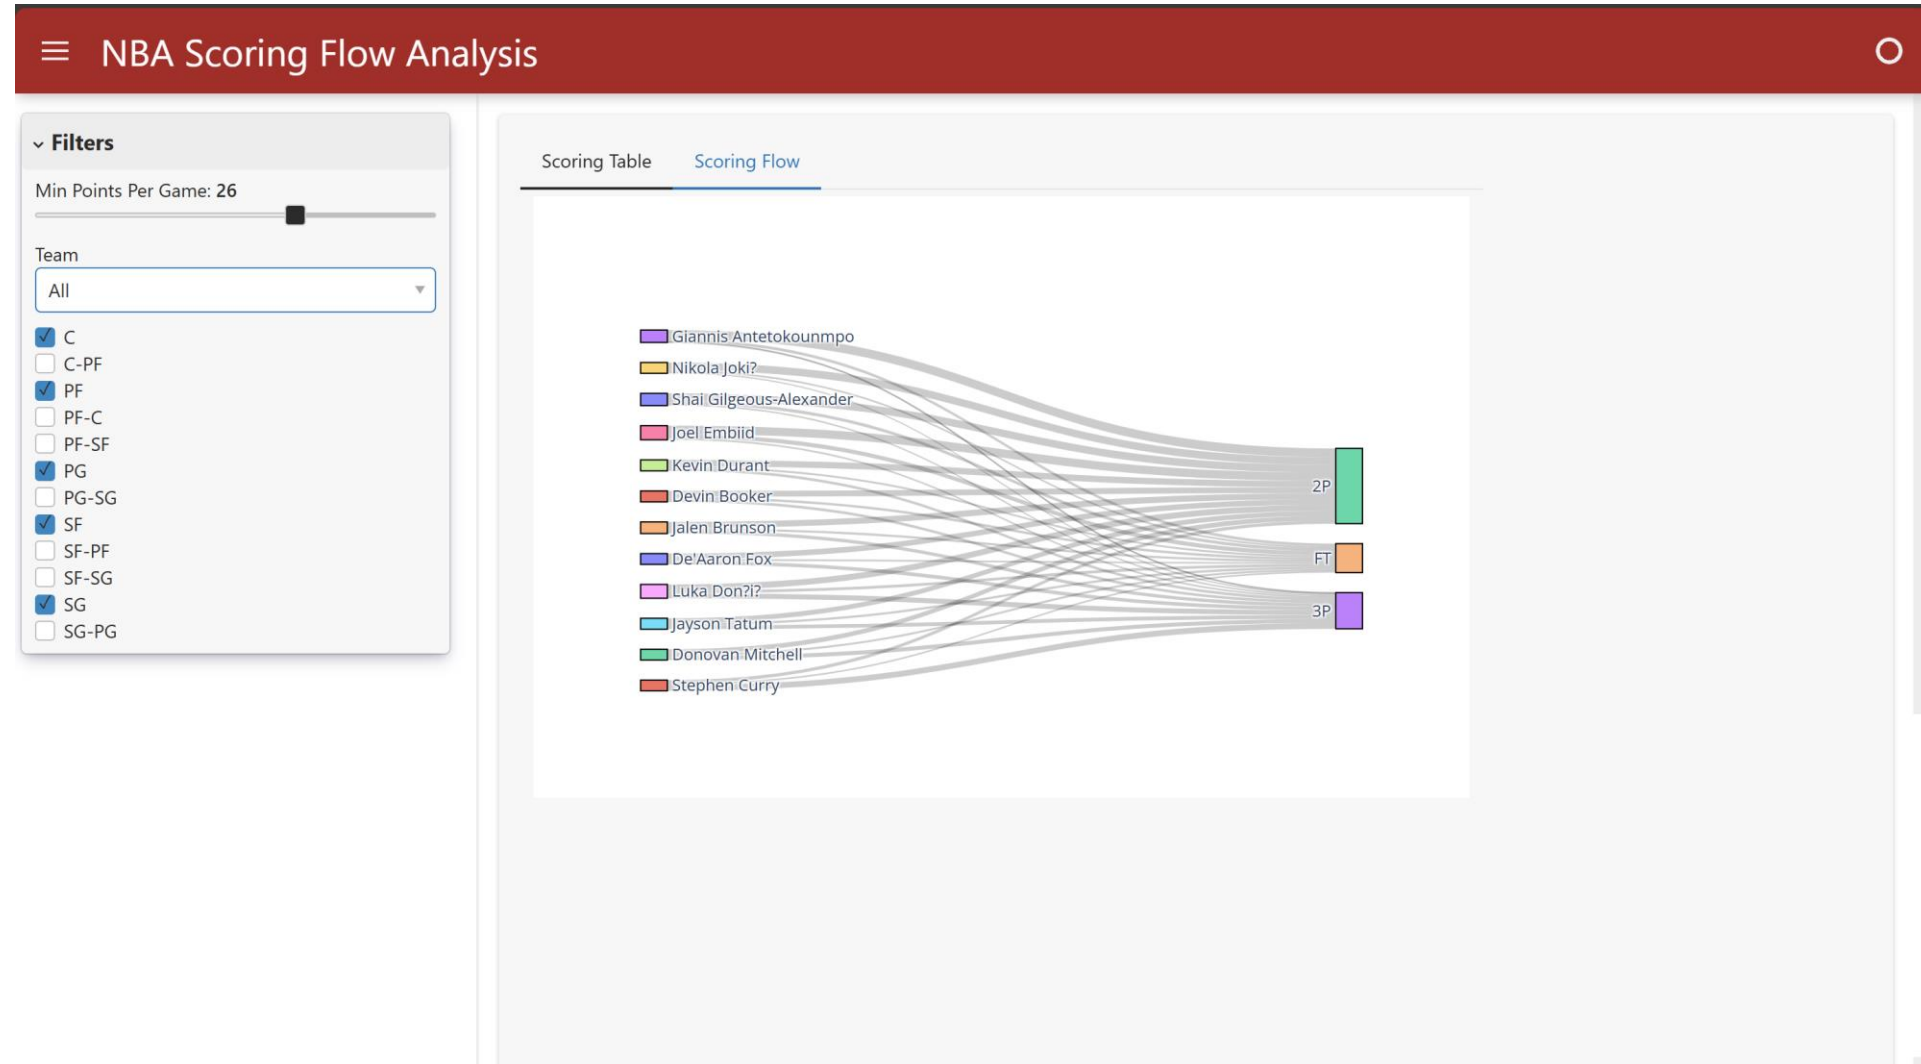 NBA Scoring Flow Analysis
Filters
Min Points Per Game: 26
Team
All
C
C-PF
PF
PF-C
PF-SF
PG
PG-SG
SF
SF-PF
SF-SG
SG
SG-PG
Scoring Table Scoring Flow
Giannis Antetokounmpo
Nikola Joki?
Shai Gilgeous-Alexander
Joel Embiid
Kevin Durant
Devin Booker
Jalen Brunson
De'Aaron Fox
Luka Don?i?
Jayson Tatum
Donovan Mitchell
Stephen Curry
2P
FT
3P